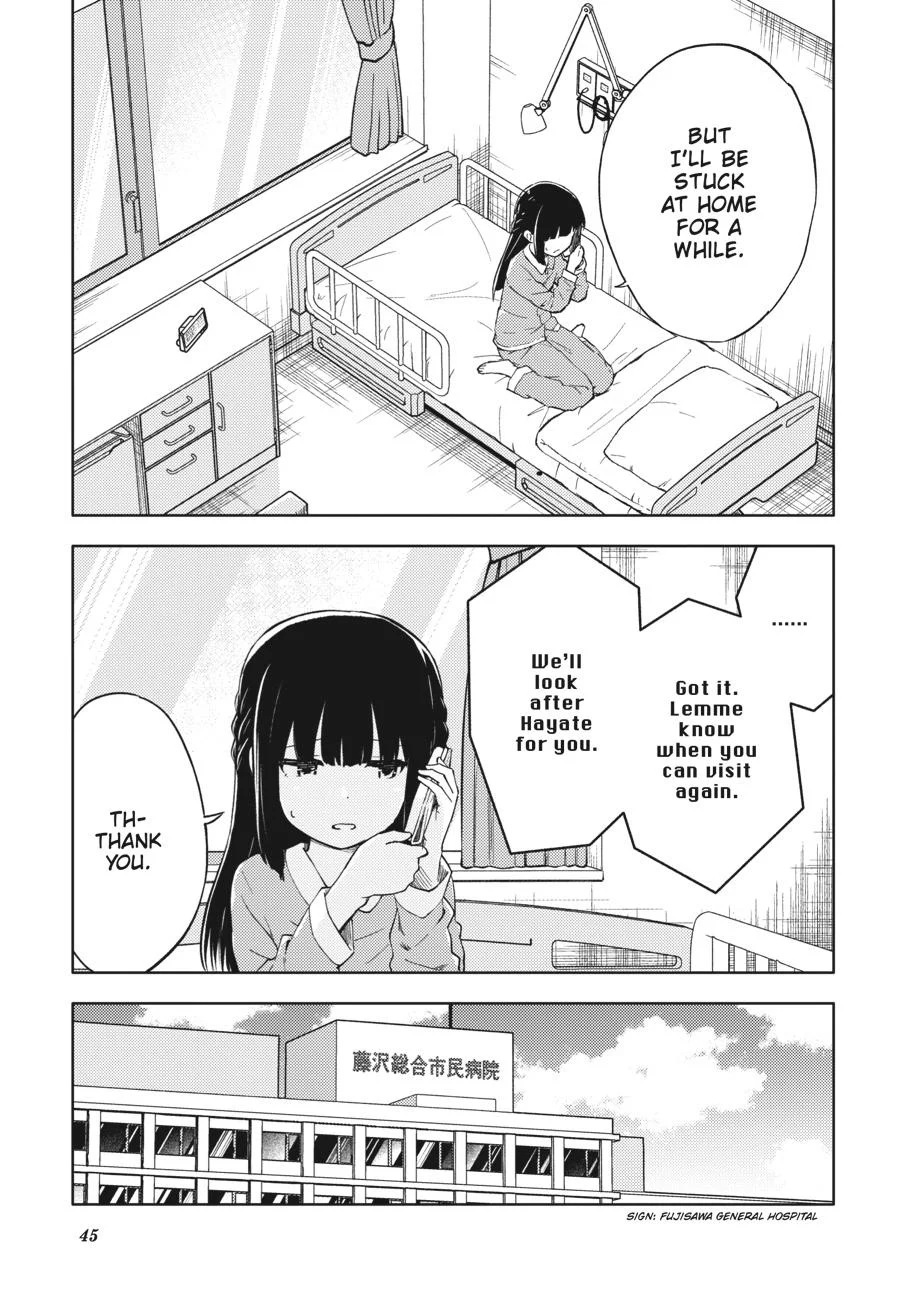 BUT
I'LL BE
STUCK
AT HOME
FOR A
WHILE.
......
Got it.
Lemme
know
when you
can visit
again.
We'll
look
after
Hayate
for you.
TH-
THANK
YOU.
藤沢総合市民病院
SIGN: FUJISAWA GENERAL HOSPITAL
45